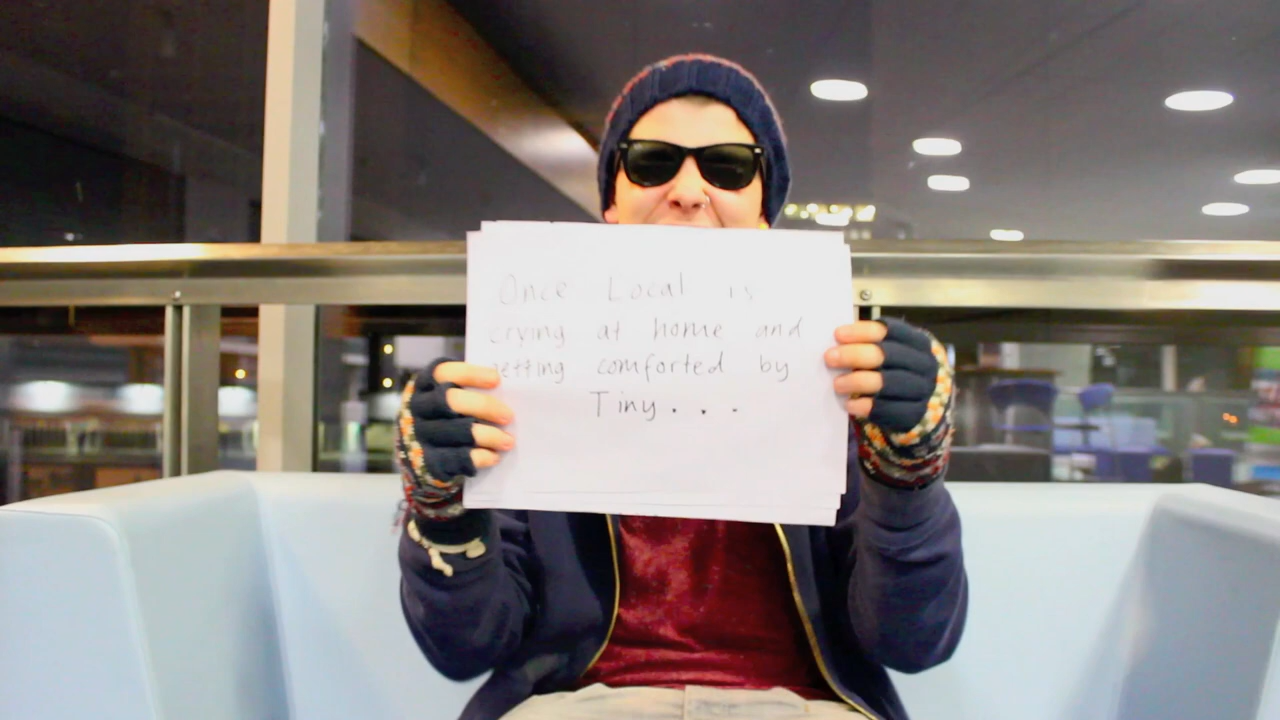 Once Local is
crying at home and
getting comforted by
Tiny...